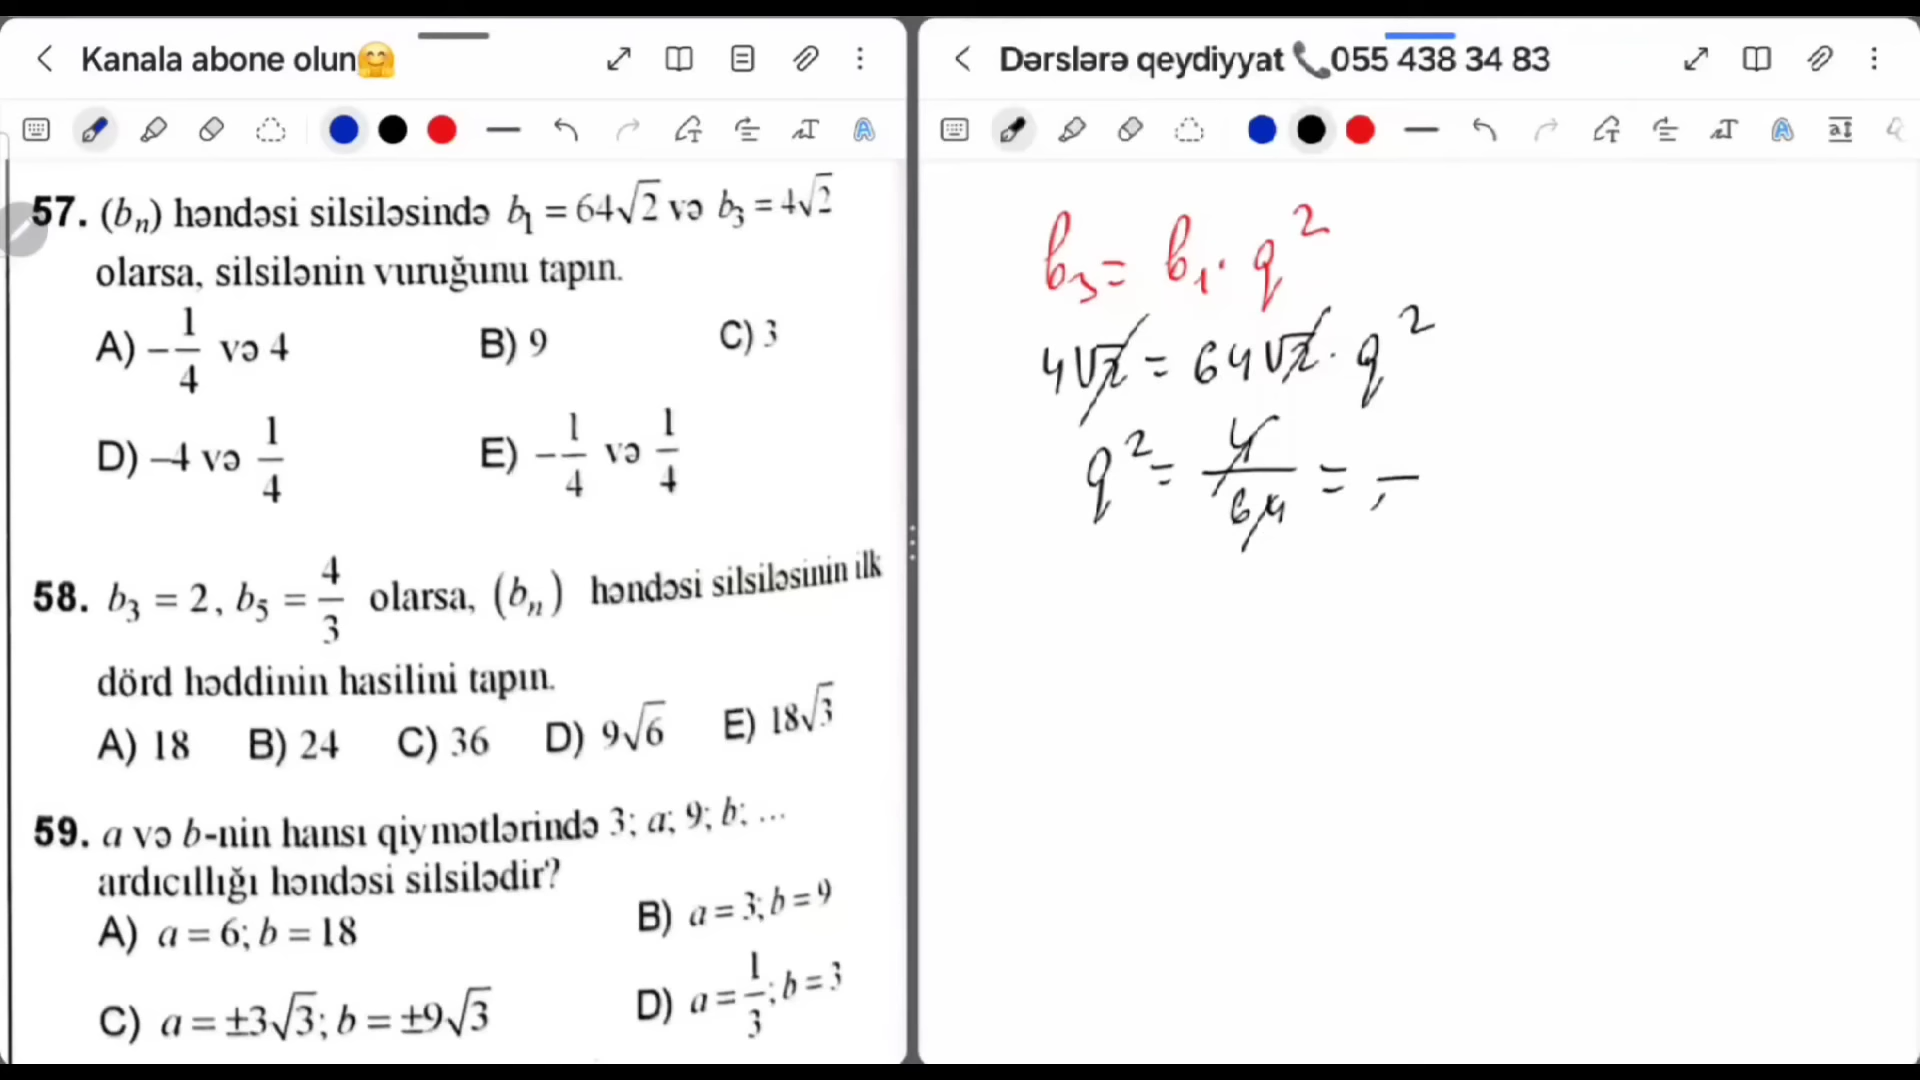 Kanala abone olun🤗
57. (bₙ) həndəsi silsiləsində b₁ = 64√2 və b₃ = 4√2
olarsa, silsilənin vuruğunu tapın.
A) −1/4 və 4 B) 9 C) 3
D) −4 və 1/4 E) −1/4 və 1/4
58. b₃ = 2, b₅ = 4/3 olarsa, (bₙ) həndəsi silsiləsinin ilk
dörd həddinin hasilini tapın.
A) 18 B) 24 C) 36 D) 9√6 E) 18√3
59. a və b-nin hansı qiymətlərində 3; a; 9; b; ...
ardıcıllığı həndəsi silsilədir?
A) a = 6; b = 18 B) a = 3; b = 9
C) a = ±3√3; b = ±9√3 D) a = 1/3; b = 3
Dərslərə qeydiyyat 📞055 438 34 83
b₃ = b₁ · q²
4√2 = 64√2 · q²
q² = 4/64 =